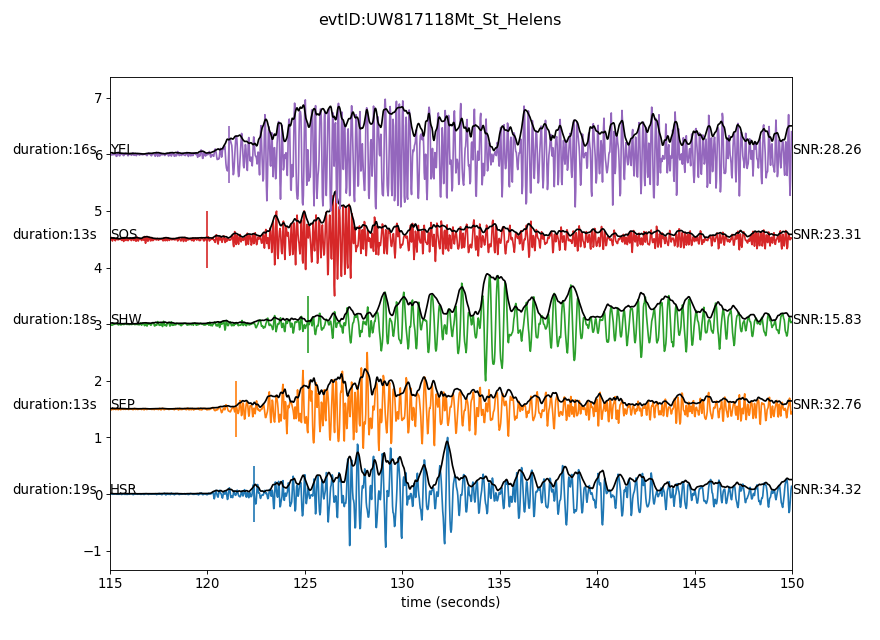 evtID:UW817118Mt_St_Helens
7
duration:16s 6 YEL SNR:28.26
5
duration:13s SOS SNR:23.31
4
duration:18s 3 SHW SNR:15.83
2
duration:13s SEP SNR:32.76
1
duration:19s 0 HSR SNR:34.32
−1
115 120 125 130 135 140 145 150
time (seconds)